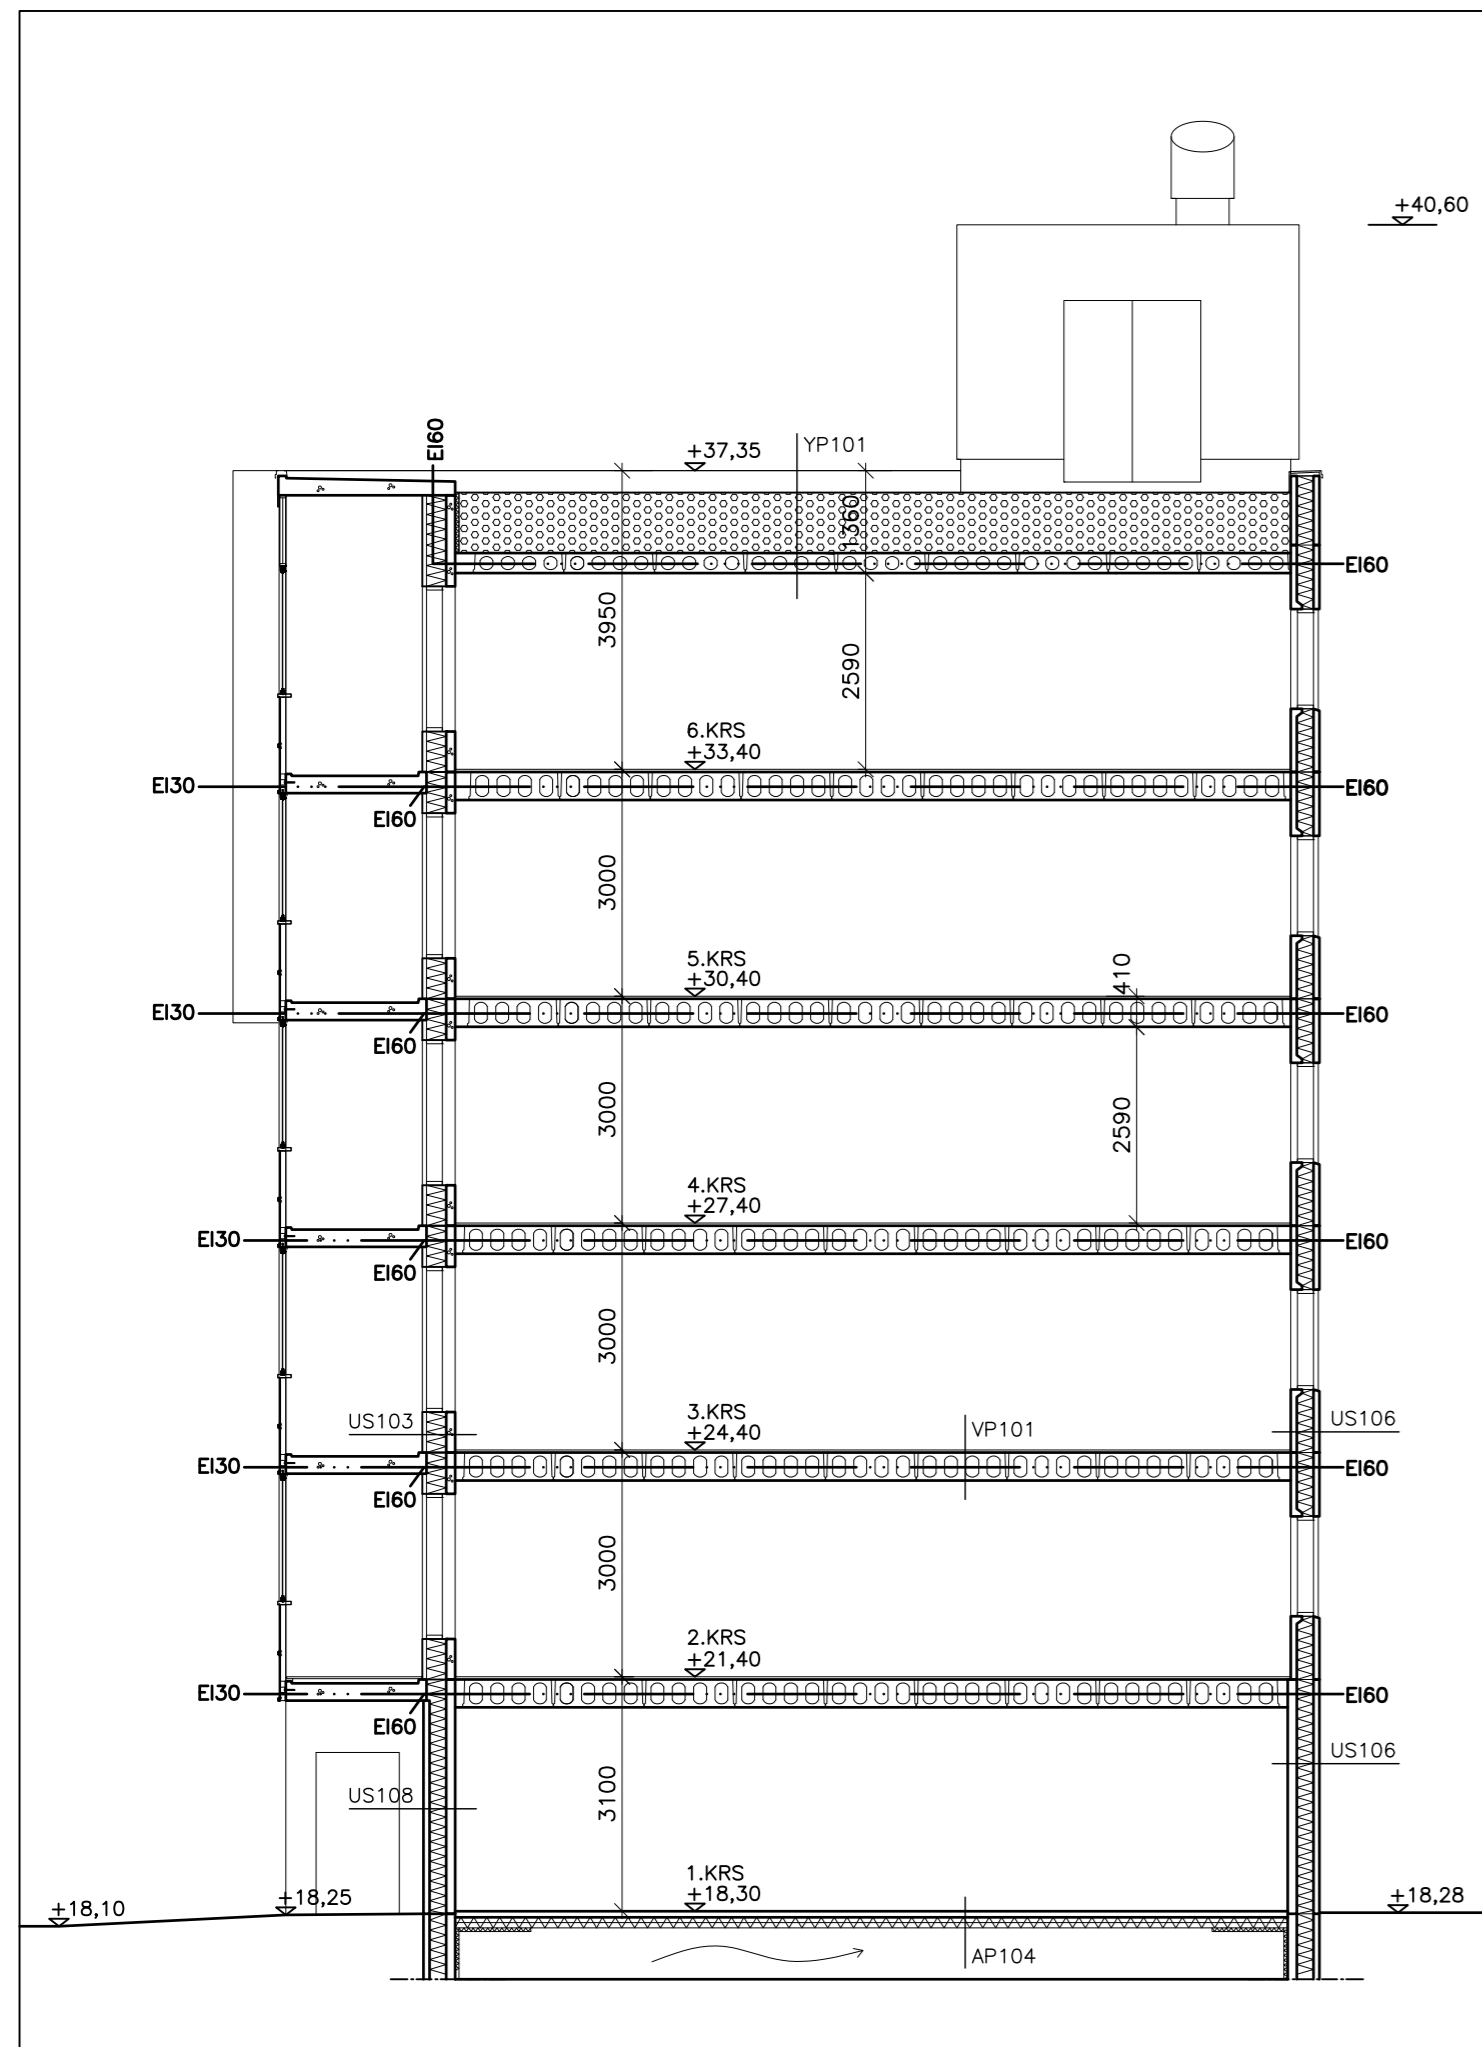 +40,60
EI60
+37,35
YP101
1360
EI60
3950
2590
6.KRS
+33,40
EI30
EI60
EI60
3000
5.KRS
+30,40
410
EI30
EI60
EI60
3000
2590
4.KRS
+27,40
EI30
EI60
EI60
3000
US103
3.KRS
+24,40
VP101
US106
EI30
EI60
EI60
3000
2.KRS
+21,40
EI30
EI60
EI60
US106
US108
3100
1.KRS
+18,30
+18,10
+18,25
+18,28
AP104